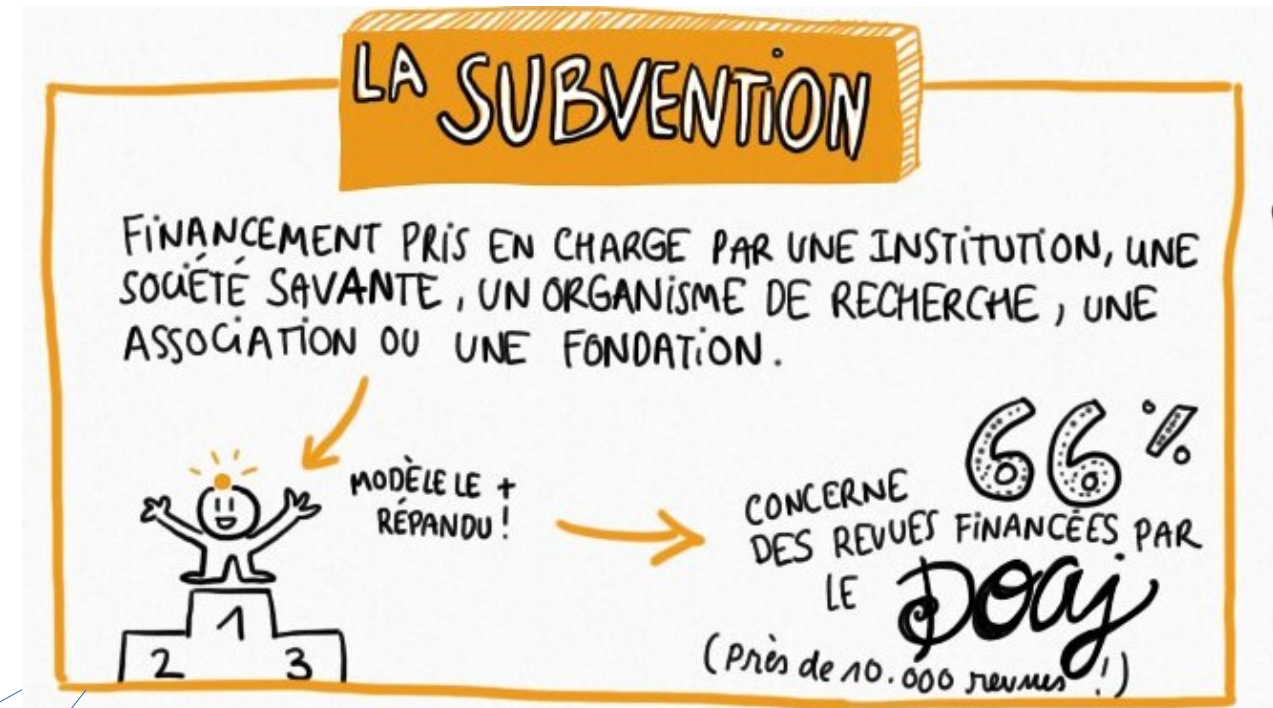 LA SUBVENTION
FINANCEMENT PRIS EN CHARGE PAR UNE INSTITUTION, UNE
SOCIÉTÉ SAVANTE, UN ORGANISME DE RECHERCHE, UNE
ASSOCIATION OU UNE FONDATION.
MODÈLE LE +
RÉPANDU !
1
2 3
CONCERNE 66%
DES REVUES FINANCÉES PAR
LE DOAJ
(Près de 10.000 revues !)